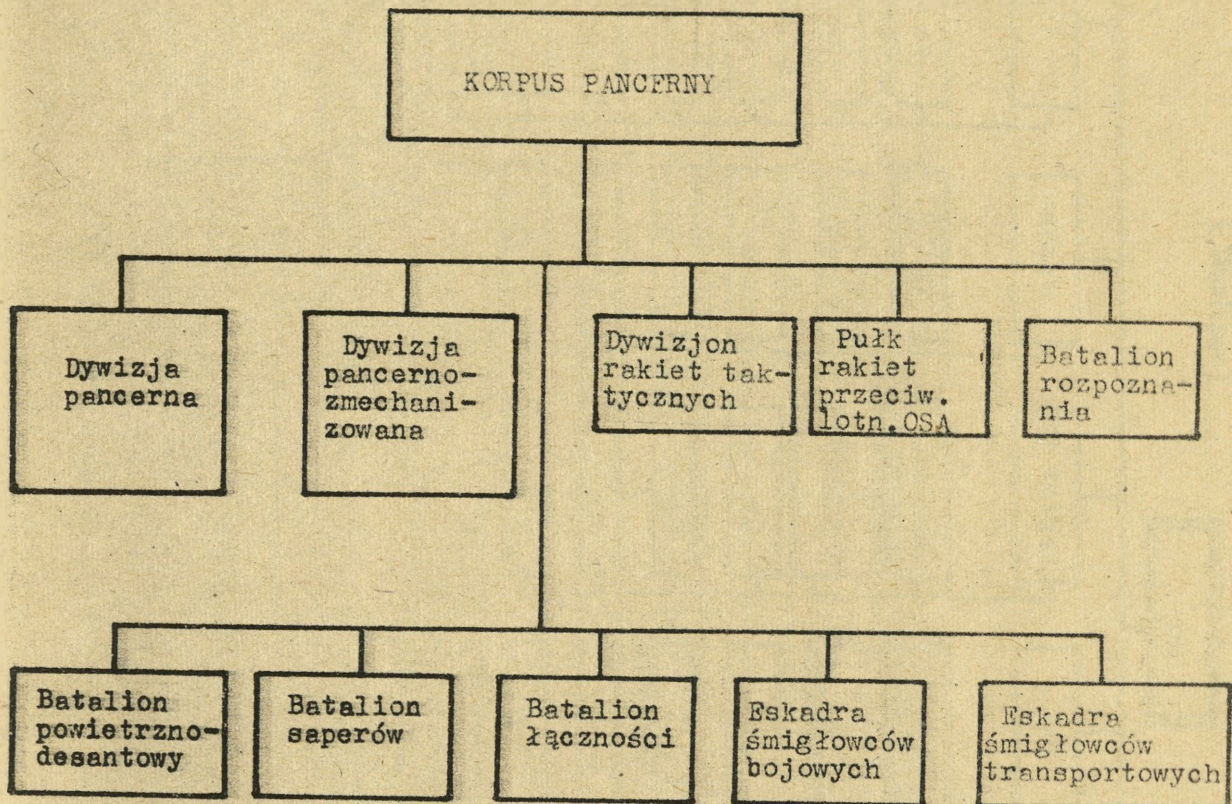 KORPUS PANCERNY
Dywizja
pancerna
Dywizja
pancerno-
zmechani-
zowana
Dywizjon
rakiet tak-
tycznych
Pułk
rakiet
przeciw.
lotn.OSA
Batalion
rozpozna-
nia
Batalion
powietrzno-
desantowy
Batalion
saperów
Batalion
łączności
Eskadra
śmigłowców
bojowych
Eskadra
śmigłowców
transportowych